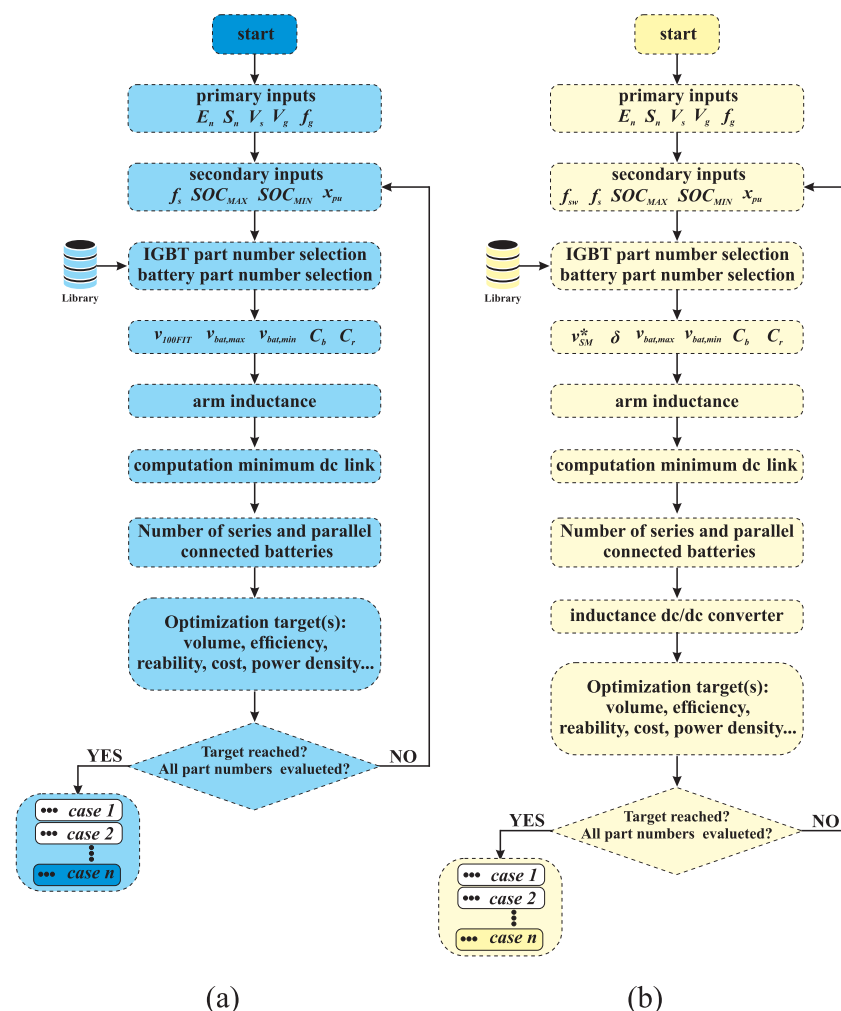 start
primary inputs
E_n S_n V_s V_g f_g
secondary inputs
f_s SOC_MAX SOC_MIN x_pu
Library
IGBT part number selection
battery part number selection
v_100FIT v_bat,max v_bat,min C_b C_r
arm inductance
computation minimum dc link
Number of series and parallel
connected batteries
Optimization target(s):
volume, efficiency,
reability, cost, power density...
YES
Target reached?
All part numbers evalueted?
NO
••• case 1
••• case 2
••• case n
(a)
start
primary inputs
E_n S_n V_s V_g f_g
secondary inputs
f_sw f_s SOC_MAX SOC_MIN x_pu
Library
IGBT part number selection
battery part number selection
v*_SM δ v_bat,max v_bat,min C_b C_r
arm inductance
computation minimum dc link
Number of series and parallel
connected batteries
inductance dc/dc converter
Optimization target(s):
volume, efficiency,
reability, cost, power density...
YES
Target reached?
All part numbers evalueted?
NO
••• case 1
••• case 2
••• case n
(b)